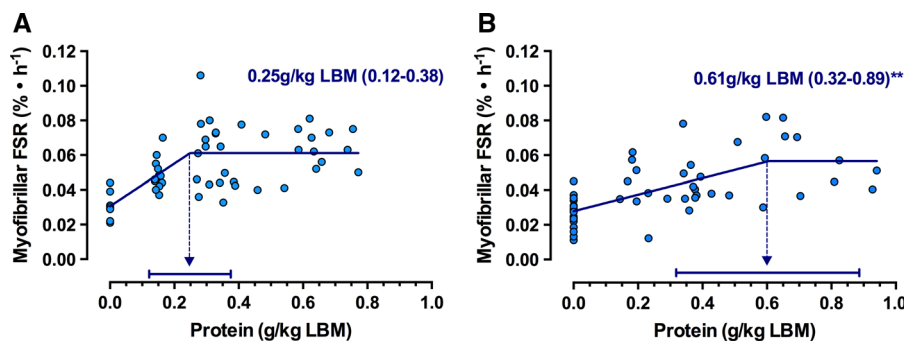 A
Myofibrillar FSR (% • h⁻¹)
0.12
0.10
0.08
0.06
0.04
0.02
0.00
0.25g/kg LBM (0.12-0.38)
0.0 0.2 0.4 0.6 0.8 1.0
Protein (g/kg LBM)
B
Myofibrillar FSR (% • h⁻¹)
0.12
0.10
0.08
0.06
0.04
0.02
0.00
0.61g/kg LBM (0.32-0.89)**
0.0 0.2 0.4 0.6 0.8 1.0
Protein (g/kg LBM)